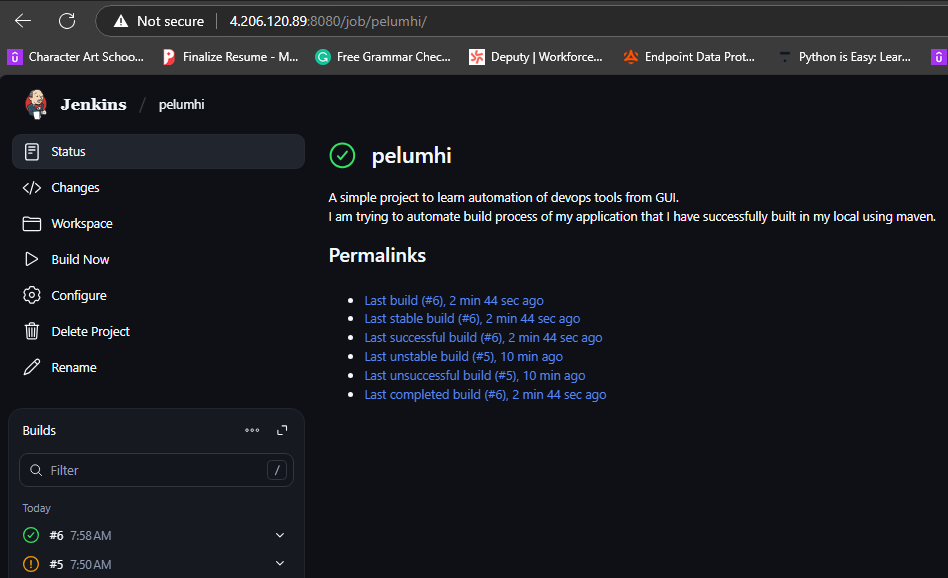 Not secure 4.206.120.89:8080/job/pelumhi/
Character Art Schoo... Finalize Resume - M... Free Grammar Chec... Deputy | Workforce... Endpoint Data Prot... Python is Easy: Lear...
Jenkins / pelumhi
Status
Changes
Workspace
Build Now
Configure
Delete Project
Rename
Builds
Filter /
Today
#6 7:58 AM
#5 7:50 AM
pelumhi
A simple project to learn automation of devops tools from GUI.
I am trying to automate build process of my application that I have successfully built in my local using maven.
Permalinks
Last build (#6), 2 min 44 sec ago
Last stable build (#6), 2 min 44 sec ago
Last successful build (#6), 2 min 44 sec ago
Last unstable build (#5), 10 min ago
Last unsuccessful build (#5), 10 min ago
Last completed build (#6), 2 min 44 sec ago